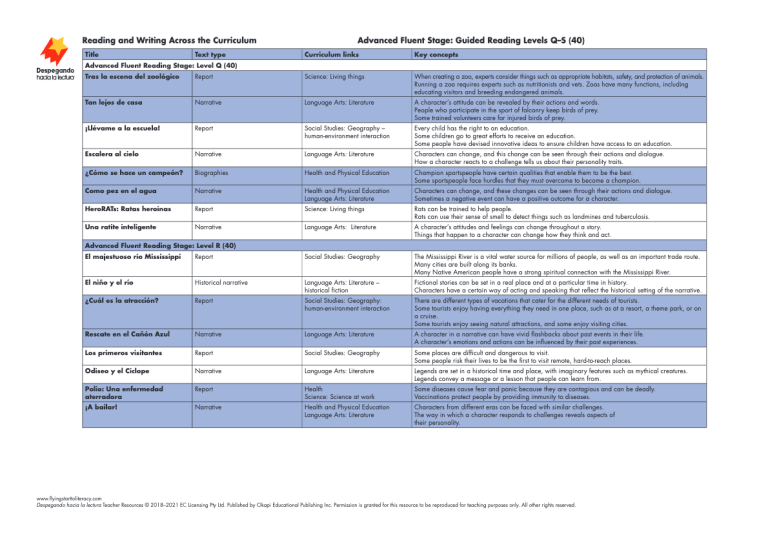 Reading and Writing Across the Curriculum Advanced Fluent Stage: Guided Reading Levels Q–S (40)
Despegando
hacia la lectura
Title Text type Curriculum links Key concepts
Advanced Fluent Reading Stage: Level Q (40)
Tras la escena del zoológico Report Science: Living things When creating a zoo, experts consider things such as appropriate habitats, safety, and protection of animals.
Running a zoo requires experts such as nutritionists and vets. Zoos have many functions, including
educating visitors and breeding endangered animals.
Tan lejos de casa Narrative Language Arts: Literature A character's attitude can be revealed by their actions and words.
People who participate in the sport of falconry keep birds of prey.
Some trained volunteers care for injured birds of prey.
¡Llévame a la escuela! Report Social Studies: Geography – Every child has the right to an education.
human-environment interaction Some children go to great efforts to receive an education.
Some people have devised innovative ideas to ensure children have access to an education.
Escalera al cielo Narrative Language Arts: Literature Characters can change, and this change can be seen through their actions and dialogue.
How a character reacts to a challenge tells us about their personality traits.
¿Cómo se hace un campeón? Biographies Health and Physical Education Champion sportspeople have certain qualities that enable them to be the best.
Some sportspeople face hurdles that they must overcome to become a champion.
Como pez en el agua Narrative Health and Physical Education Characters can change, and these changes can be seen through their actions and dialogue.
Language Arts: Literature Sometimes a negative event can have a positive outcome for a character.
HeroRATs: Ratas heroínas Report Science: Living things Rats can be trained to help people.
Rats can use their sense of smell to detect things such as landmines and tuberculosis.
Una ratite inteligente Narrative Language Arts: Literature A character's attitudes and feelings can change throughout a story.
Things that happen to a character can change how they think and act.
Advanced Fluent Reading Stage: Level R (40)
El majestuoso río Mississippi Report Social Studies: Geography The Mississippi River is a vital water source for millions of people, as well as an important trade route.
Many cities are built along its banks.
Many Native American people have a strong spiritual connection with the Mississippi River.
El niño y el río Historical narrative Language Arts: Literature – Fictional stories can be set in a real place and at a particular time in history.
historical fiction Characters have a certain way of acting and speaking that reflect the historical setting of the narrative.
¿Cuál es la atracción? Report Social Studies: Geography: There are different types of vacations that cater for the different needs of tourists.
human-environment interaction Some tourists enjoy having everything they need in one place, such as at a resort, a theme park, or on
a cruise.
Some tourists enjoy seeing natural attractions, and some enjoy visiting cities.
Rescate en el Cañón Azul Narrative Language Arts: Literature A character in a narrative can have vivid flashbacks about past events in their life.
A character's emotions and actions can be influenced by their past experiences.
Los primeros visitantes Report Social Studies: Geography Some places are difficult and dangerous to visit.
Some people risk their lives to be the first to visit remote, hard-to-reach places.
Odiseo y el Cíclope Narrative Language Arts: Literature Legends are set in a historical time and place, with imaginary features such as mythical creatures.
Legends convey a message or a lesson that people can learn from.
Polio: Una enfermedad Report Health Some diseases cause fear and panic because they are contagious and can be deadly.
aterradora Science: Science at work Vaccinations protect people by providing immunity to diseases.
¡A bailar! Narrative Health and Physical Education Characters from different eras can be faced with similar challenges.
Language Arts: Literature The way in which a character responds to challenges reveals aspects of
their personality.
www.flyingstarttoliteracy.com
Despegando hacia la lectura Teacher Resources © 2018–2021 EC Licensing Pty Ltd. Published by Okapi Educational Publishing Inc. Permission is granted for this resource to be reproduced for teaching purposes only. All other rights reserved.